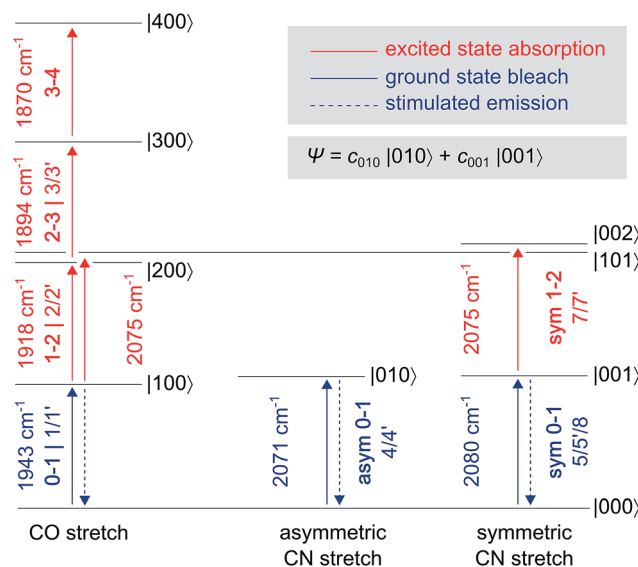 |400⟩
excited state absorption
ground state bleach
stimulated emission
Ψ = c010 |010⟩ + c001 |001⟩
1870 cm-1
3-4
|300⟩
1894 cm-1
2-3 | 3/3'
|002⟩
|101⟩
|200⟩
1918 cm-1
1-2 | 2/2'
2075 cm-1
2075 cm-1
sym 1-2
7/7'
|100⟩
|010⟩
|001⟩
1943 cm-1
0-1 | 1/1'
2071 cm-1
asym 0-1
4/4'
2080 cm-1
sym 0-1
5/5'/8
|000⟩
CO stretch
asymmetric
CN stretch
symmetric
CN stretch